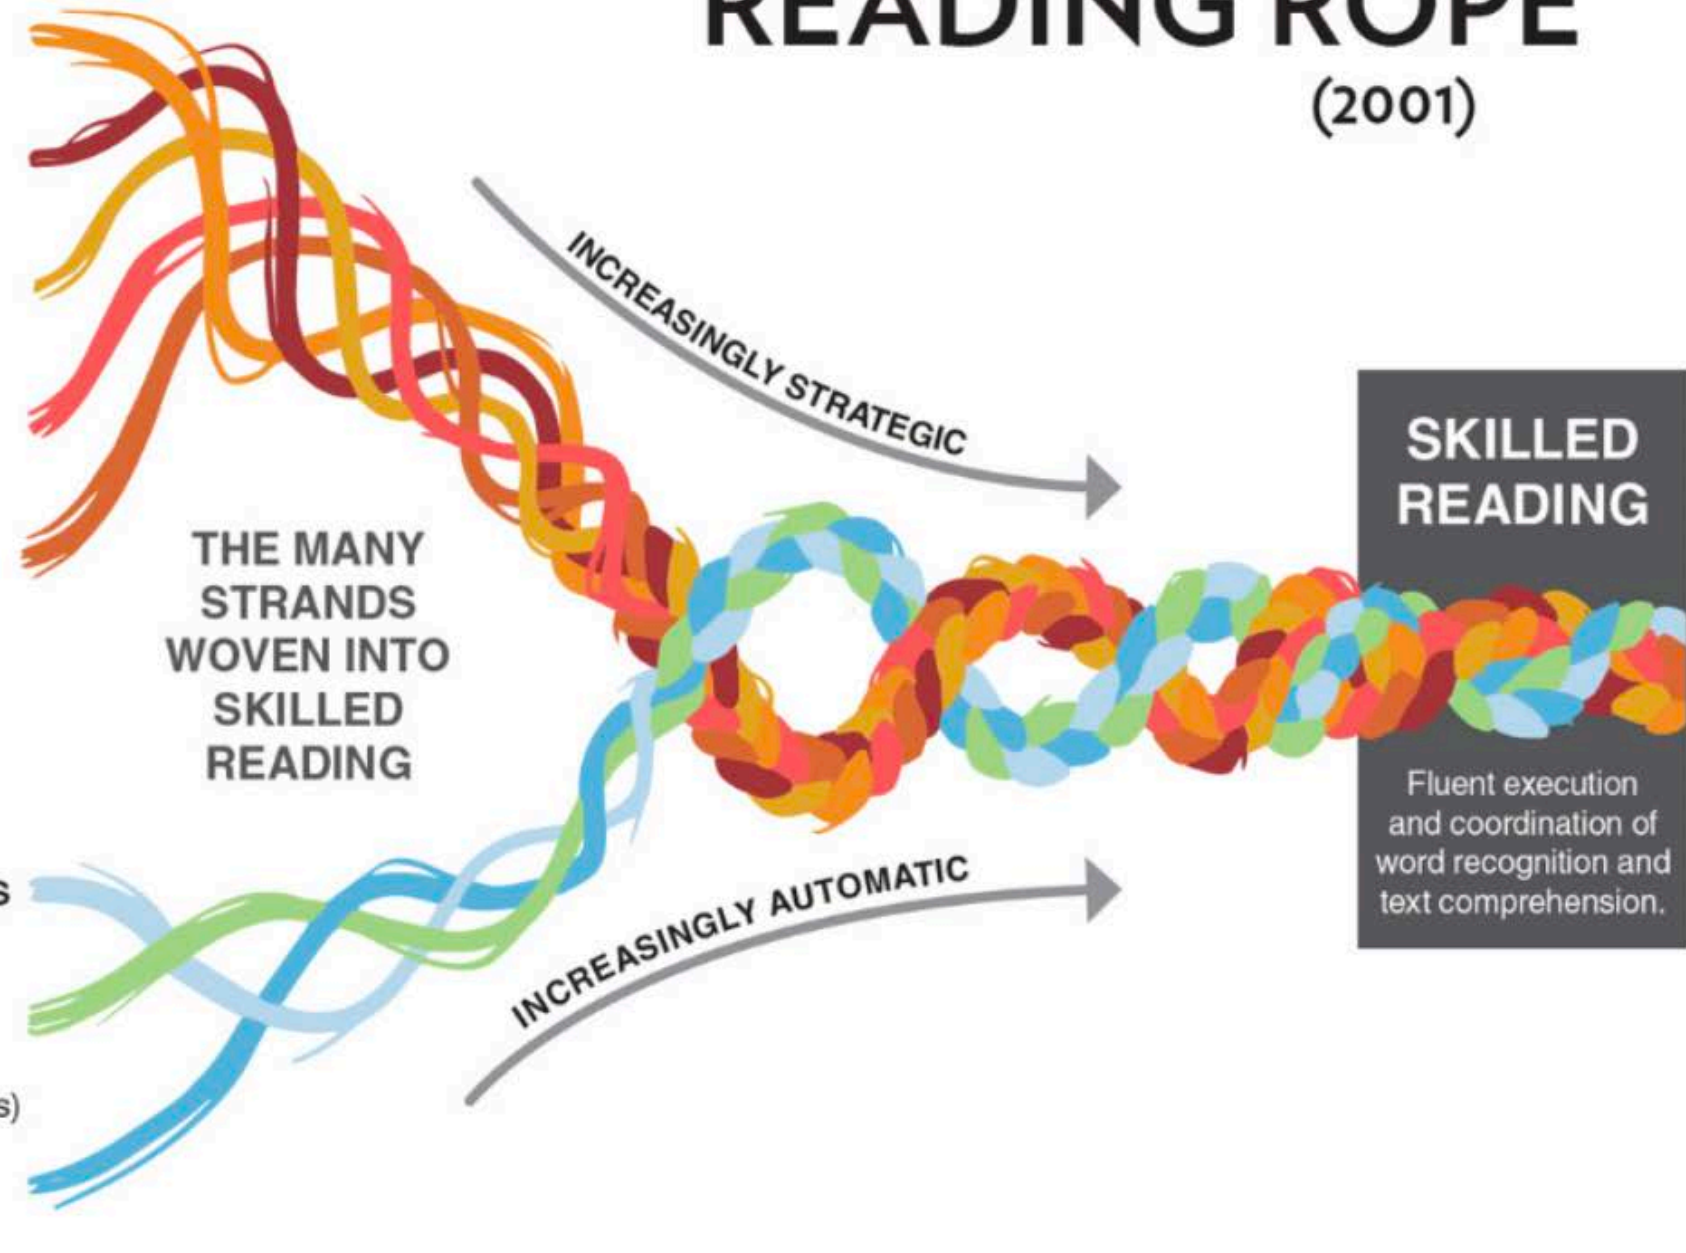 READING ROPE
(2001)
INCREASINGLY STRATEGIC
SKILLED
READING
THE MANY
STRANDS
WOVEN INTO
SKILLED
READING
Fluent execution
and coordination of
word recognition and
text comprehension.
INCREASINGLY AUTOMATIC
S
s)